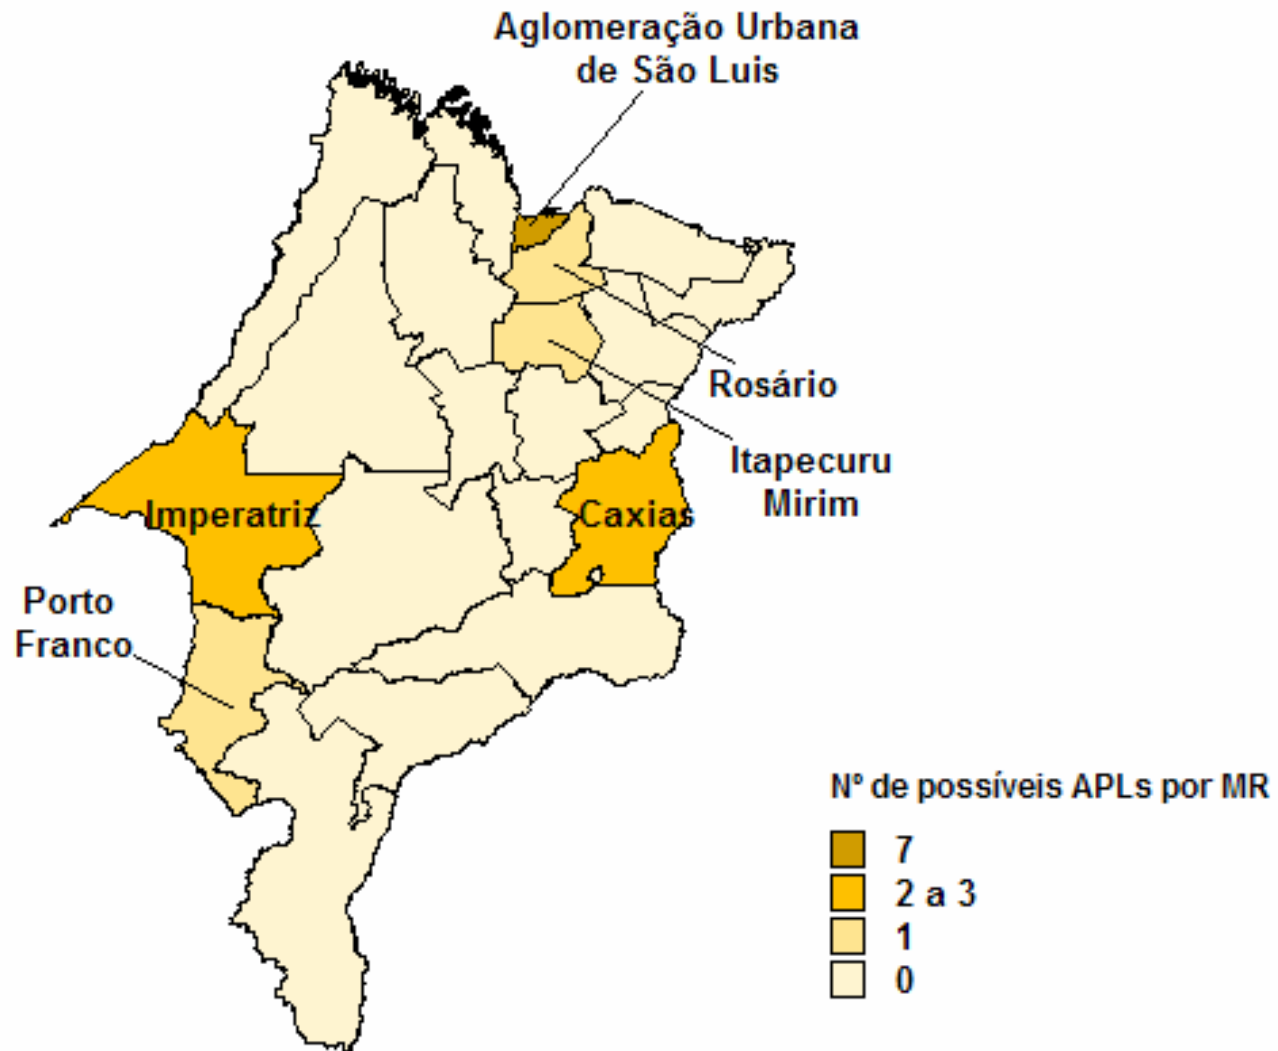 Aglomeração Urbana
de São Luis
Rosário
Itapecuru
Mirim
Imperatriz
Caxias
Porto
Franco
Nº de possíveis APLs por MR
7
2 a 3
1
0